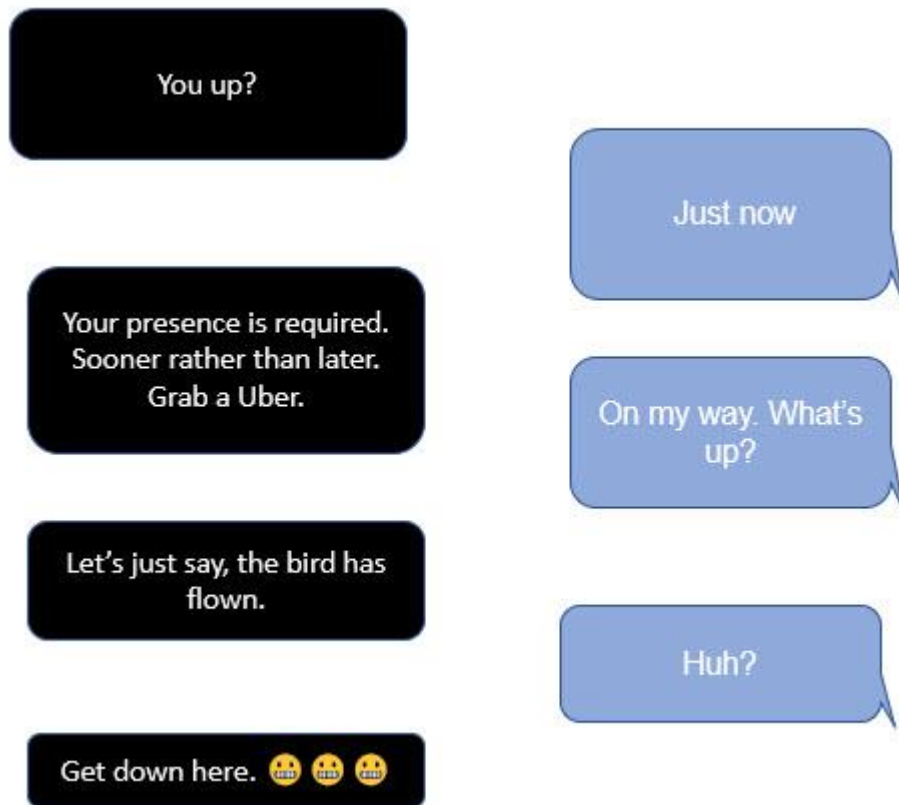 You up?
Just now
Your presence is required.
Sooner rather than later.
Grab a Uber.
On my way. What’s
up?
Let’s just say, the bird has
flown.
Huh?
Get down here. 😬 😬 😬